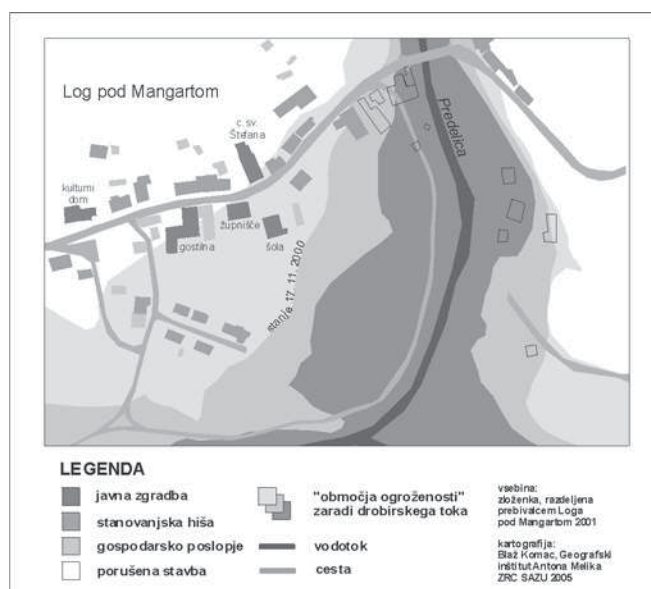 Log pod Mangartom
c. sv.
Štefana
Predelica
kulturni
dom
gostilna
župnišče
šola
stanje 17. 11. 2000
LEGENDA
javna zgradba
stanovanjska hiša
gospodarsko poslopje
porušena stavba
"območja ogroženosti"
zaradi drobirskega toka
vodotok
cesta
vsebina:
zloženka, razdeljena
prebivalcem Loga
pod Mangartom 2001
kartografija:
Blaž Komac, Geografski
inštitut Antona Melika
ZRC SAZU 2005